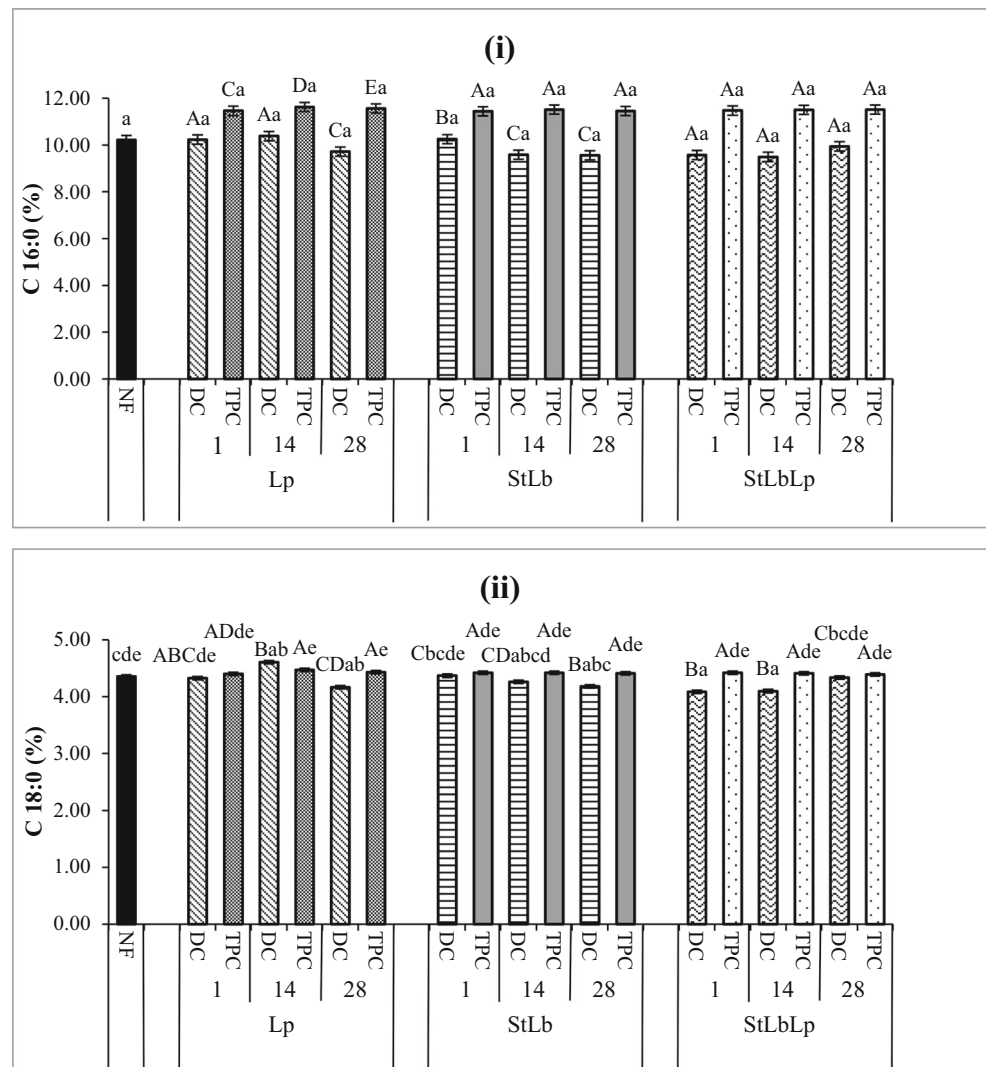 (i)
C 16:0 (%)
12.00
10.00
8.00
6.00
4.00
2.00
0.00
a Aa Ca Aa Da Ca Ea Ba Aa Ca Aa Ca Aa Aa Aa Aa Aa Aa Aa
NF DC TPC DC TPC DC TPC DC TPC DC TPC DC TPC DC TPC DC TPC DC TPC
1 14 28 1 14 28 1 14 28
Lp StLb StLbLp
(ii)
C 18:0 (%)
5.00
4.00
3.00
2.00
1.00
0.00
cde ABCde ADde Bab Ae CDab Ae Cbcde Ade CDabcd Ade Babc Ade Ba Ade Ba Ade Cbcde Ade
NF DC TPC DC TPC DC TPC DC TPC DC TPC DC TPC DC TPC DC TPC DC TPC
1 14 28 1 14 28 1 14 28
Lp StLb StLbLp